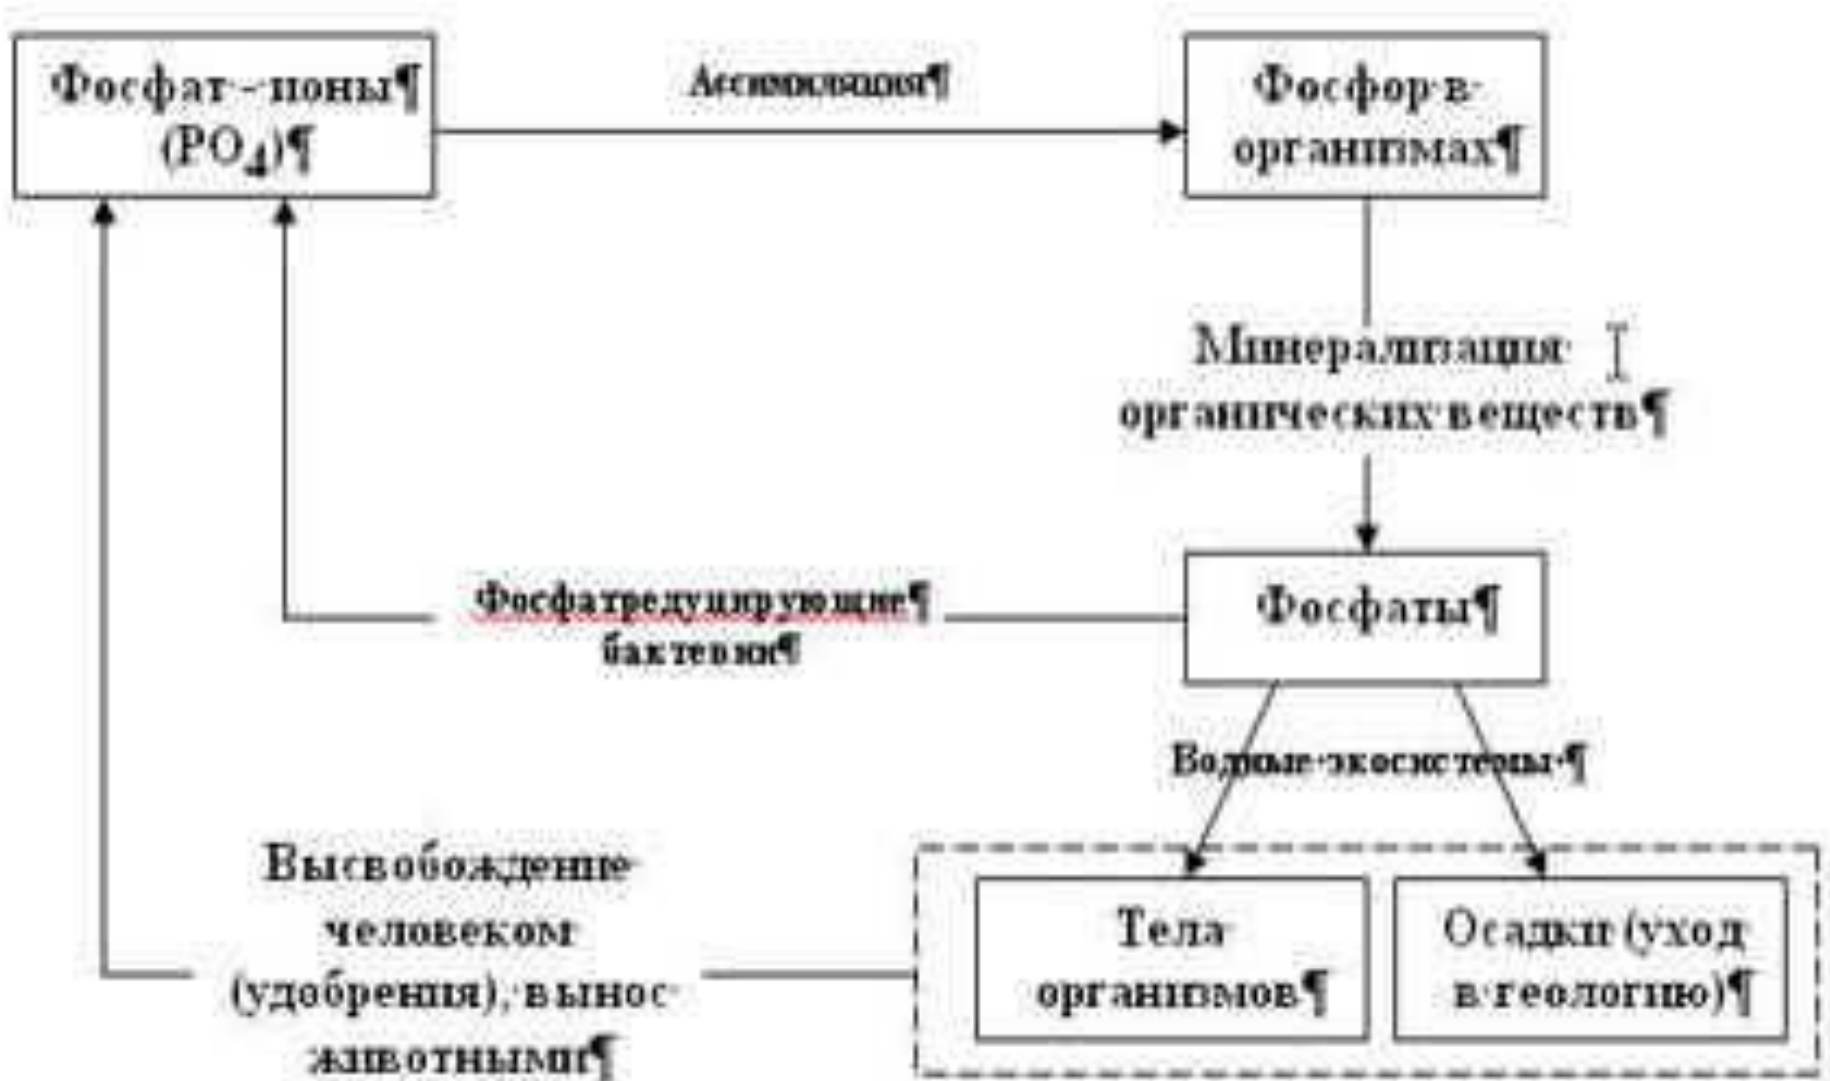 Фосфат - ионы¶
(PO4)¶
Ассимиляция¶
Фосфор·в·
организмах¶
Минерализация·
органических·веществ¶
Фосфатредуцирующие¶
бактевии¶
Фосфаты¶
Водные·экосистемы·¶
Высвобождение·
человеком·
(удобрения),·вынос·
животными¶
Тела·
организмов¶
Осадки·(уход·
в·геологию)¶